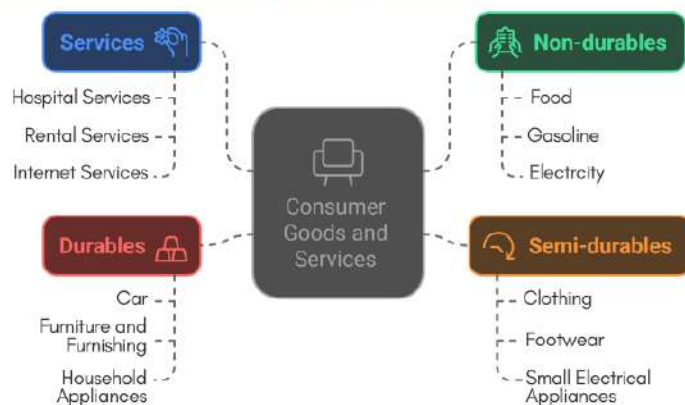 Services
Hospital Services
Rental Services
Internet Services
Durables
Car
Furniture and
Furnishing
Household
Appliances
Consumer
Goods and
Services
Non-durables
Food
Gasoline
Electrcity
Semi-durables
Clothing
Footwear
Small Electrical
Appliances